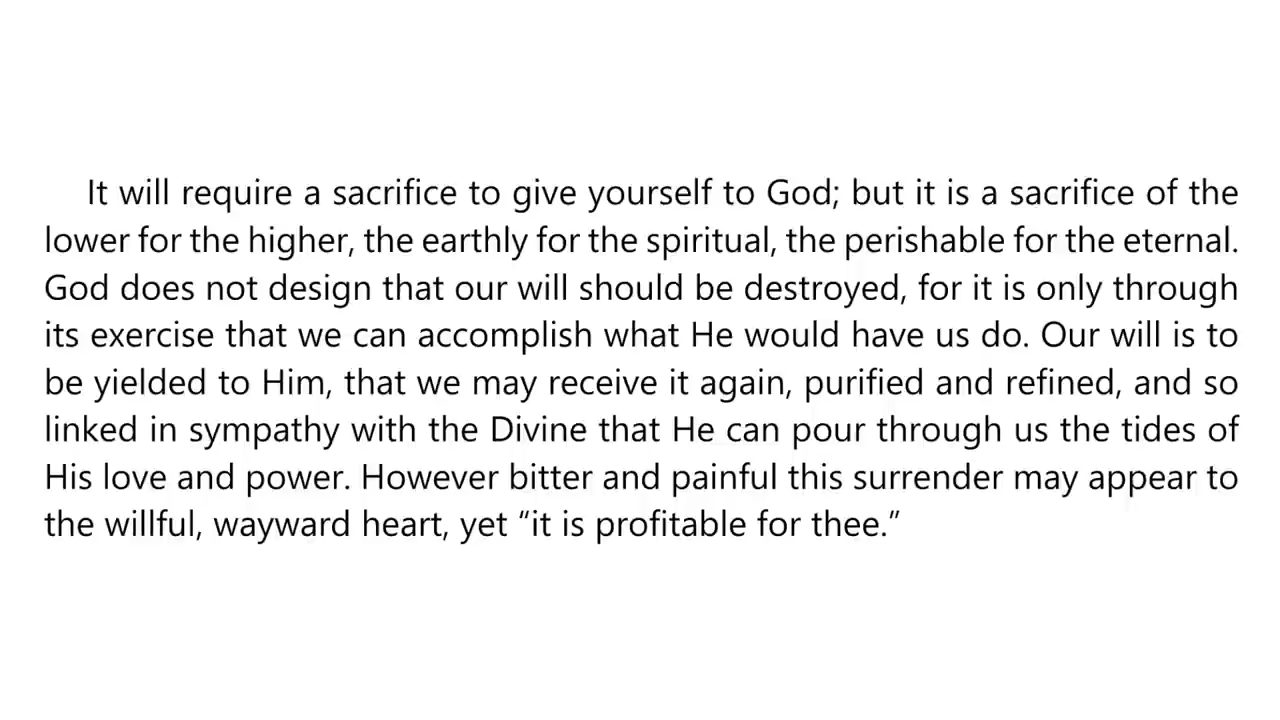 It will require a sacrifice to give yourself to God; but it is a sacrifice of the
lower for the higher, the earthly for the spiritual, the perishable for the eternal.
God does not design that our will should be destroyed, for it is only through
its exercise that we can accomplish what He would have us do. Our will is to
be yielded to Him, that we may receive it again, purified and refined, and so
linked in sympathy with the Divine that He can pour through us the tides of
His love and power. However bitter and painful this surrender may appear to
the willful, wayward heart, yet “it is profitable for thee.”